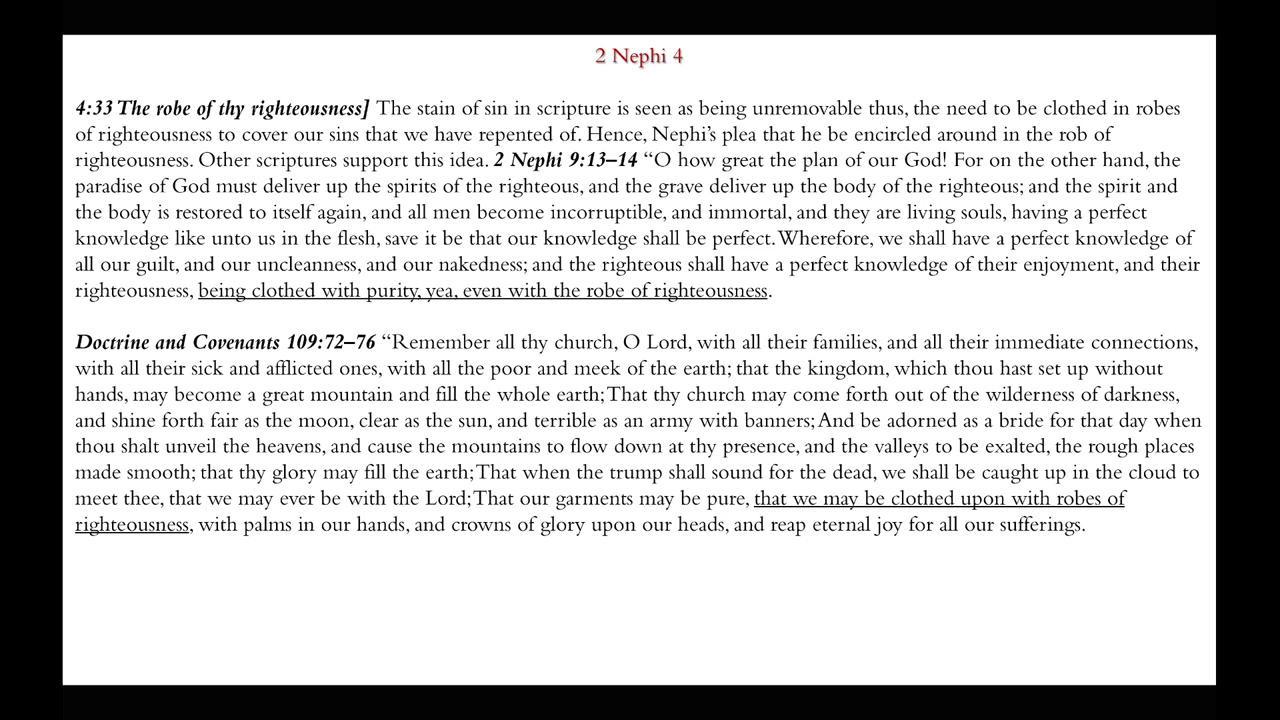 2 Nephi 4
4:33 The robe of thy righteousness] The stain of sin in scripture is seen as being unremovable thus, the need to be clothed in robes
of righteousness to cover our sins that we have repented of. Hence, Nephi’s plea that he be encircled around in the rob of
righteousness. Other scriptures support this idea. 2 Nephi 9:13–14 “O how great the plan of our God! For on the other hand, the
paradise of God must deliver up the spirits of the righteous, and the grave deliver up the body of the righteous; and the spirit and
the body is restored to itself again, and all men become incorruptible, and immortal, and they are living souls, having a perfect
knowledge like unto us in the flesh, save it be that our knowledge shall be perfect. Wherefore, we shall have a perfect knowledge of
all our guilt, and our uncleanness, and our nakedness; and the righteous shall have a perfect knowledge of their enjoyment, and their
righteousness, being clothed with purity, yea, even with the robe of righteousness.
Doctrine and Covenants 109:72–76 “Remember all thy church, O Lord, with all their families, and all their immediate connections,
with all their sick and afflicted ones, with all the poor and meek of the earth; that the kingdom, which thou hast set up without
hands, may become a great mountain and fill the whole earth; That thy church may come forth out of the wilderness of darkness,
and shine forth fair as the moon, clear as the sun, and terrible as an army with banners; And be adorned as a bride for that day when
thou shalt unveil the heavens, and cause the mountains to flow down at thy presence, and the valleys to be exalted, the rough places
made smooth; that thy glory may fill the earth; That when the trump shall sound for the dead, we shall be caught up in the cloud to
meet thee, that we may ever be with the Lord; That our garments may be pure, that we may be clothed upon with robes of
righteousness, with palms in our hands, and crowns of glory upon our heads, and reap eternal joy for all our sufferings.